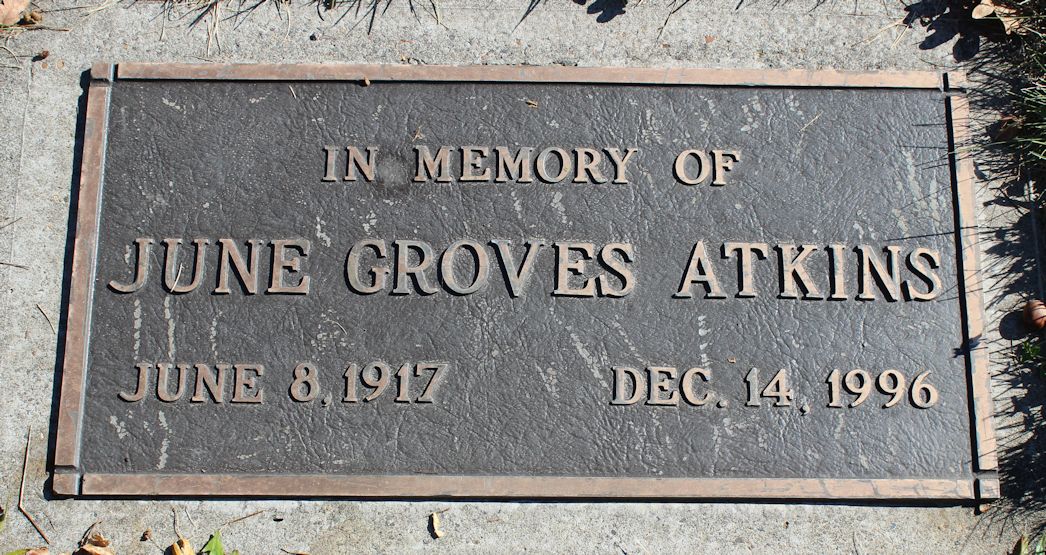 IN MEMORY OF
JUNE GROVES ATKINS
JUNE 8, 1917 DEC. 14, 1996